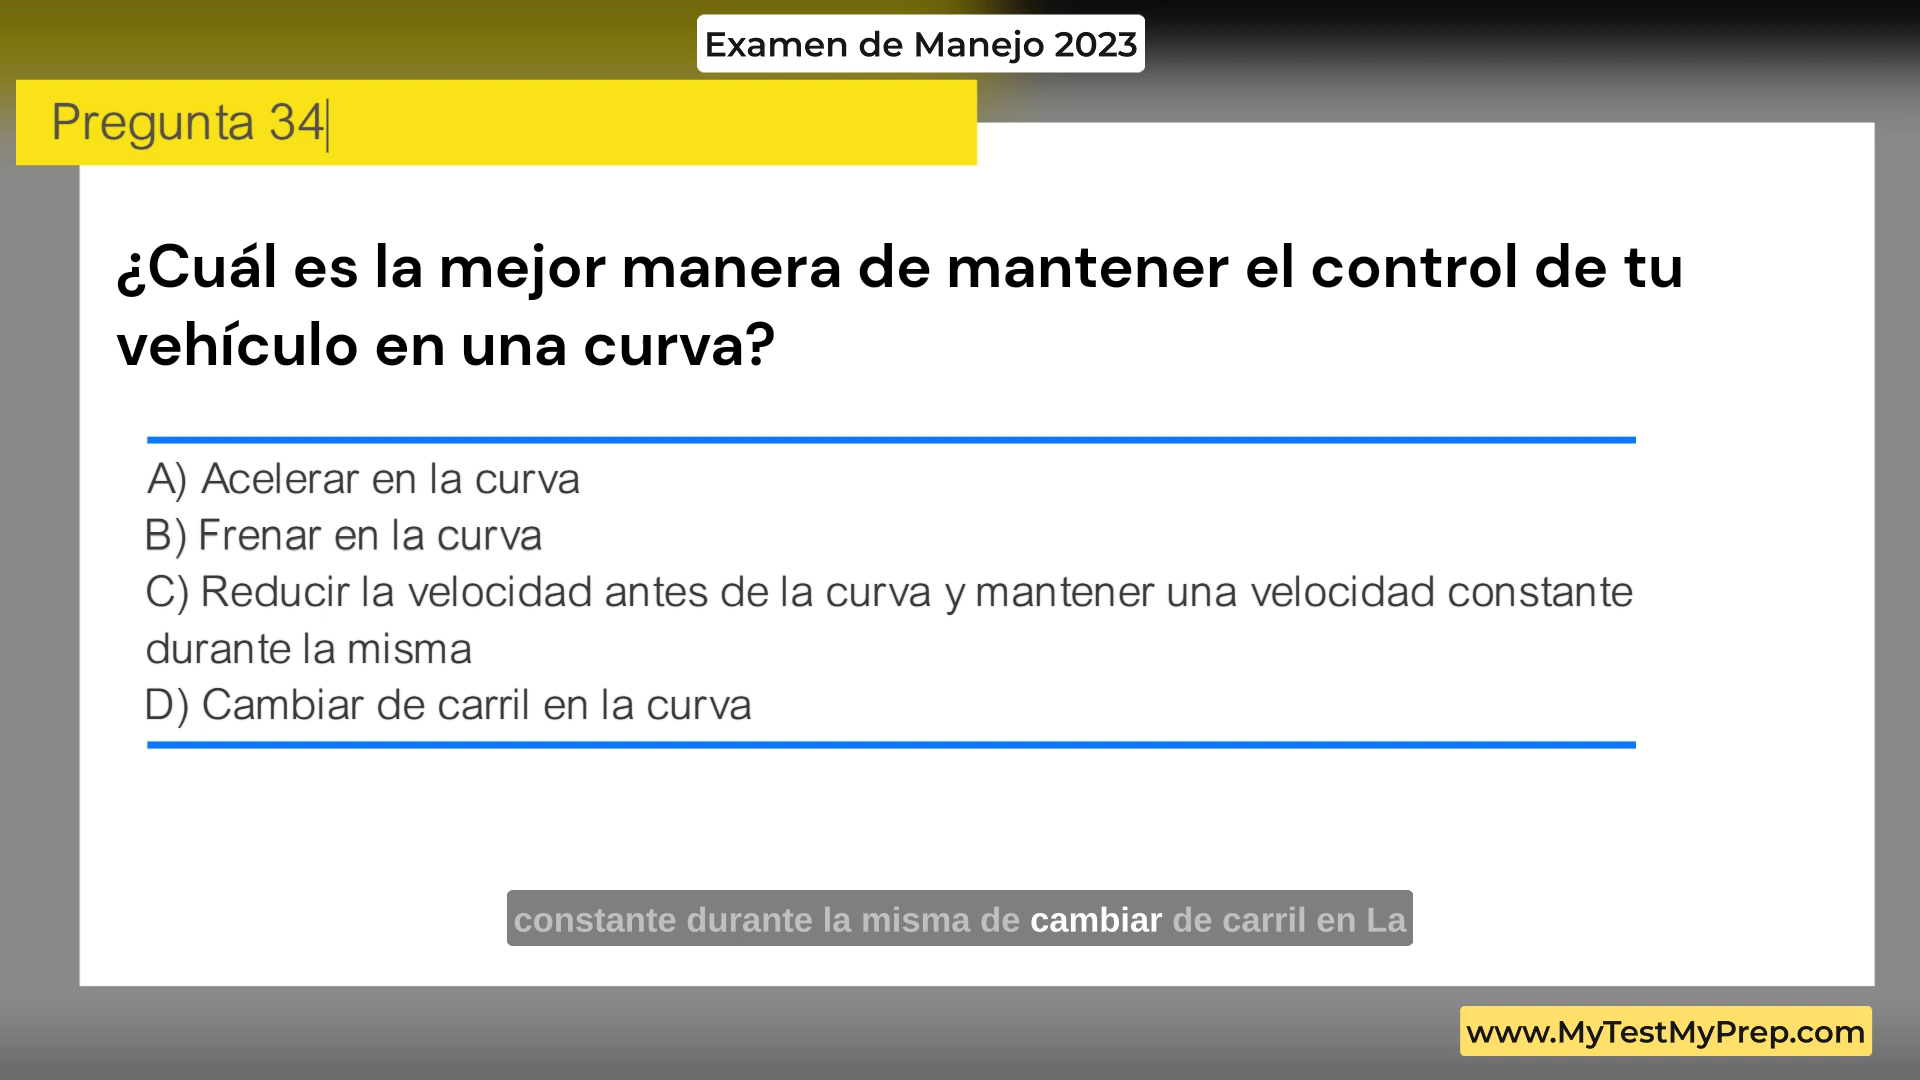 Examen de Manejo 2023
Pregunta 34
¿Cuál es la mejor manera de mantener el control de tu
vehículo en una curva?
A) Acelerar en la curva
B) Frenar en la curva
C) Reducir la velocidad antes de la curva y mantener una velocidad constante
durante la misma
D) Cambiar de carril en la curva
constante durante la misma de cambiar de carril en La
www.MyTestMyPrep.com